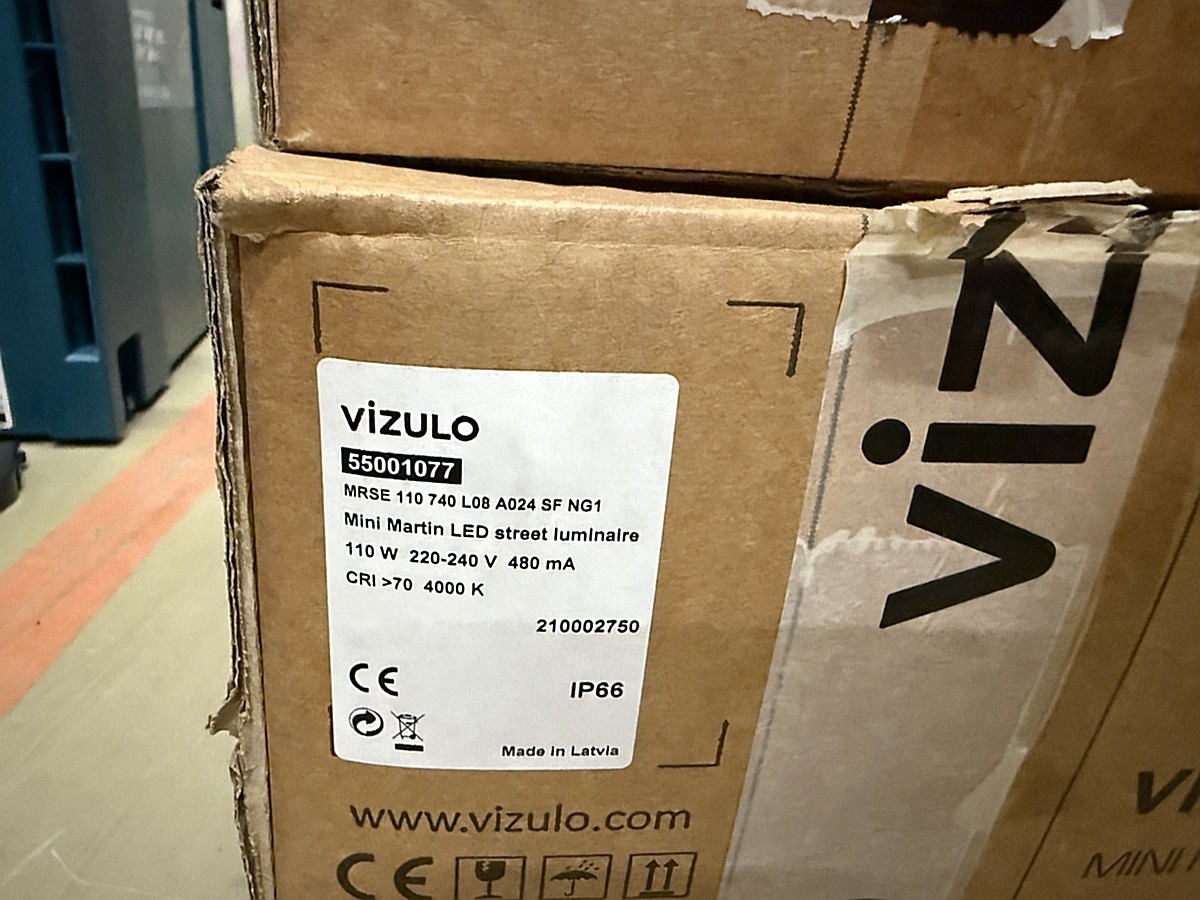 VIZULO
55001077
MRSE 110 740 L08 A024 SF NG1
Mini Martin LED street luminaire
110 W 220-240 V 480 mA
CRI >70 4000 K
210002750
CE
IP66
Made in Latvia
www.vizulo.com
CE
viz
MINI